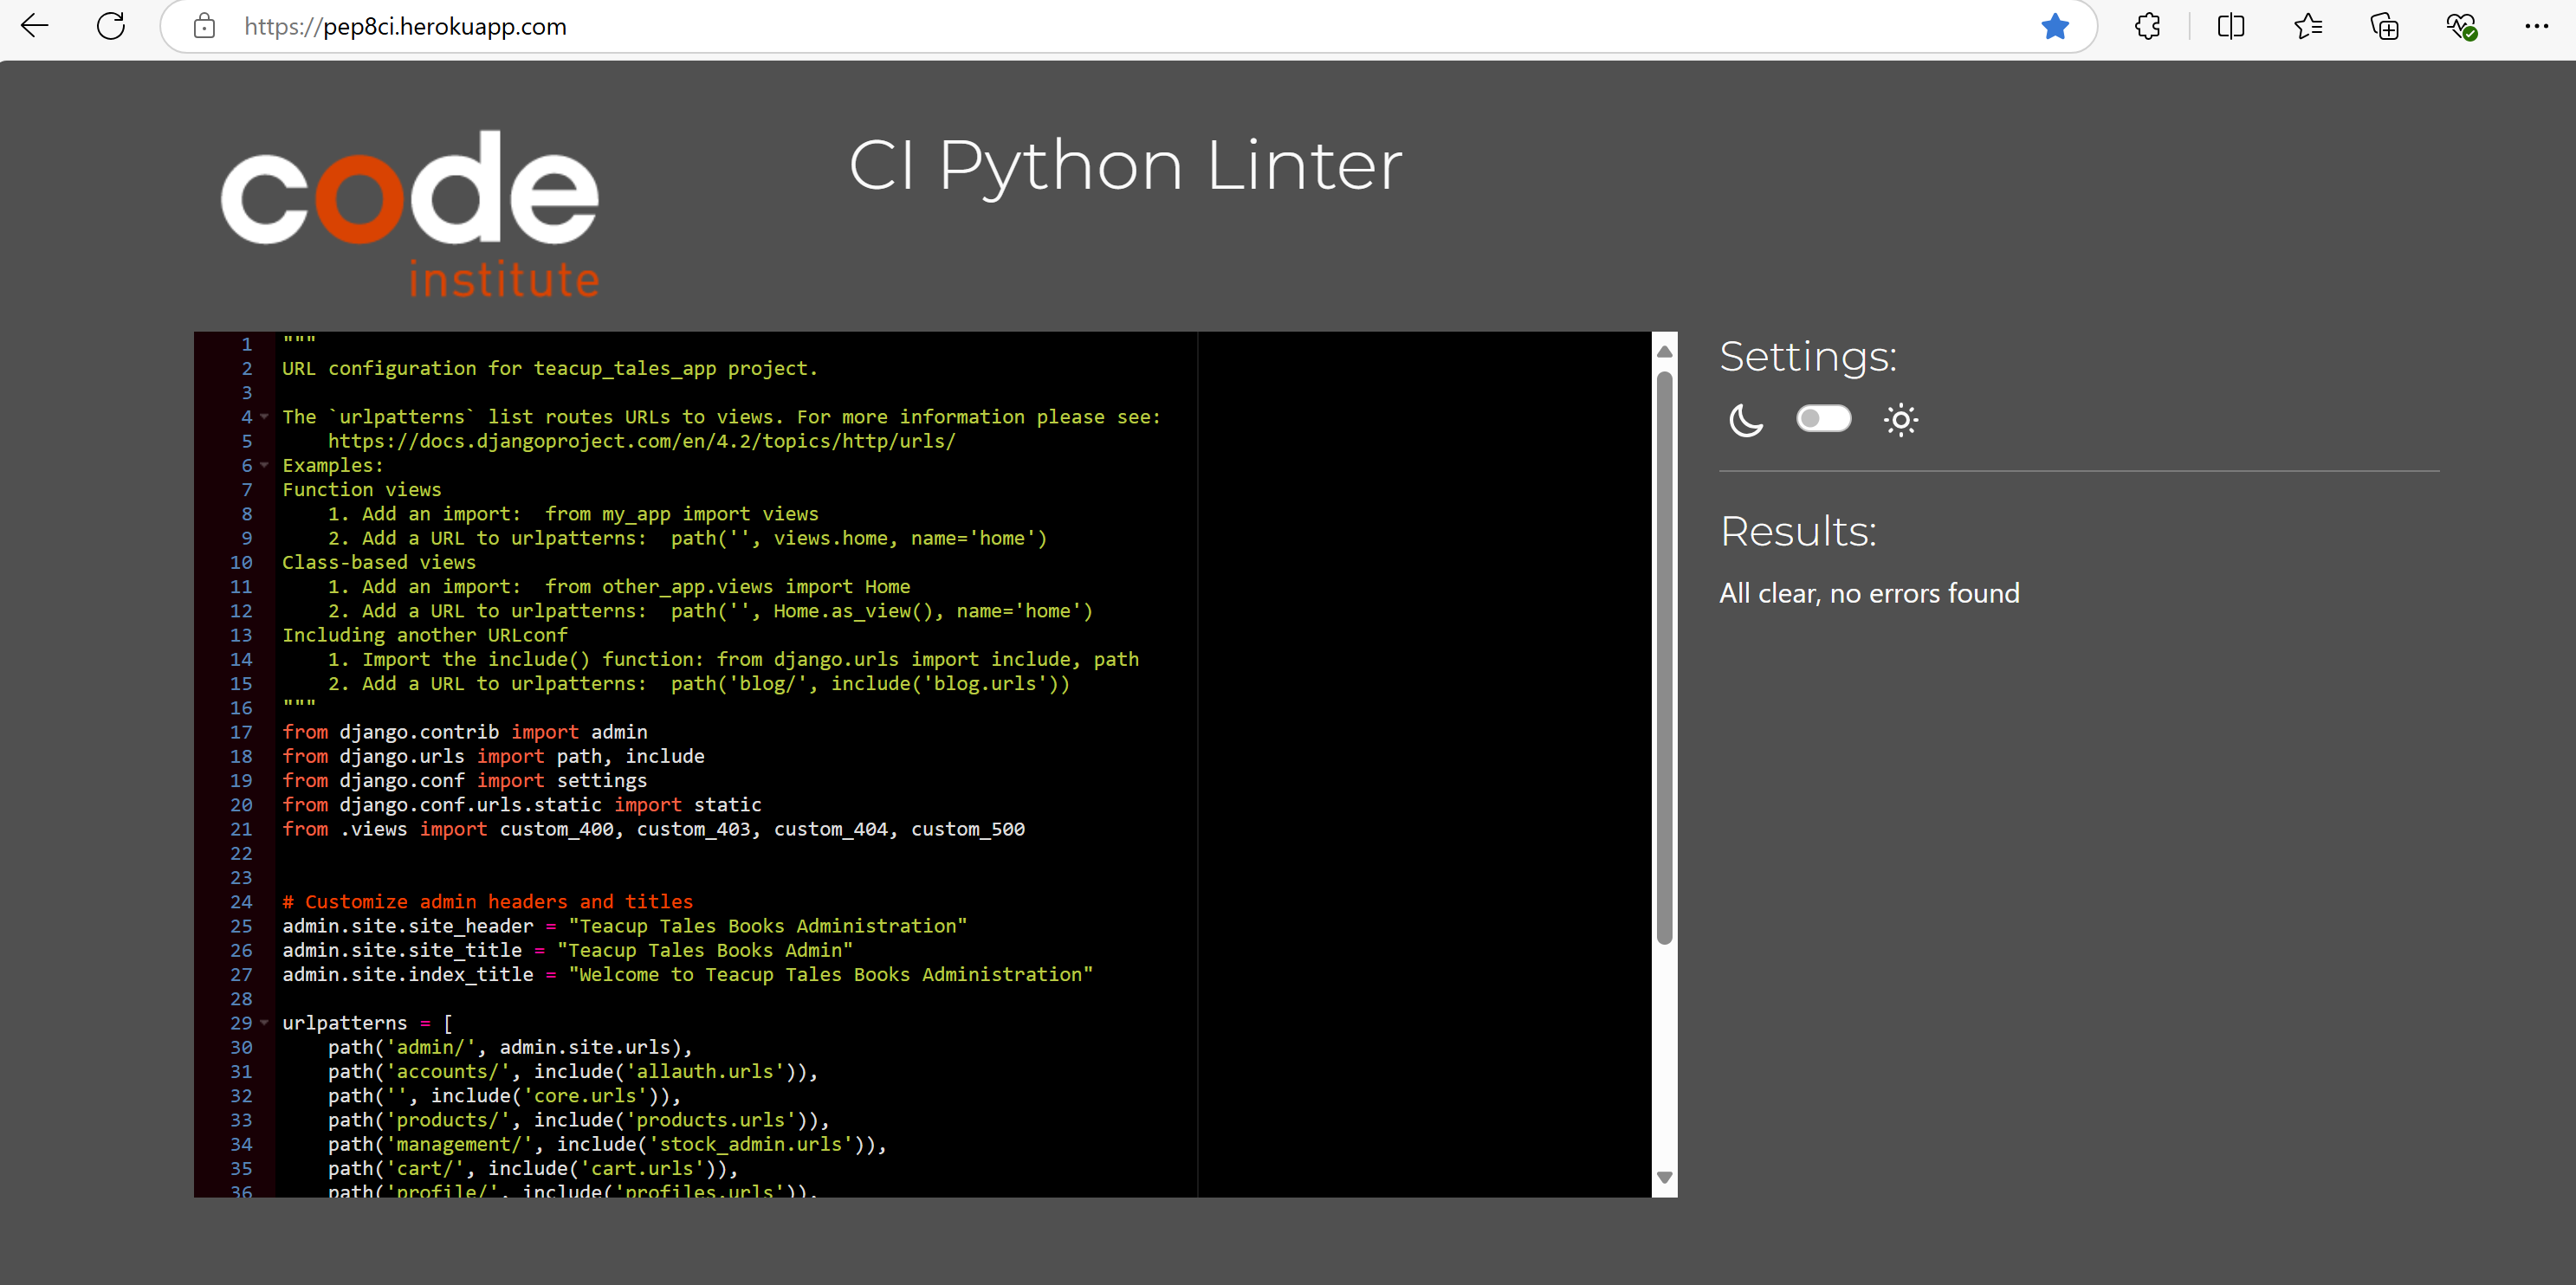 https://pep8ci.herokuapp.com
code
institute
CI Python Linter
1 """
2 URL configuration for teacup_tales_app project.
3
4 The `urlpatterns` list routes URLs to views. For more information please see:
5     https://docs.djangoproject.com/en/4.2/topics/http/urls/
6 Examples:
7 Function views
8     1. Add an import:  from my_app import views
9     2. Add a URL to urlpatterns:  path('', views.home, name='home')
10 Class-based views
11     1. Add an import:  from other_app.views import Home
12     2. Add a URL to urlpatterns:  path('', Home.as_view(), name='home')
13 Including another URLconf
14     1. Import the include() function: from django.urls import include, path
15     2. Add a URL to urlpatterns:  path('blog/', include('blog.urls'))
16 """
17 from django.contrib import admin
18 from django.urls import path, include
19 from django.conf import settings
20 from django.conf.urls.static import static
21 from .views import custom_400, custom_403, custom_404, custom_500
22
23
24 # Customize admin headers and titles
25 admin.site.site_header = "Teacup Tales Books Administration"
26 admin.site.site_title = "Teacup Tales Books Admin"
27 admin.site.index_title = "Welcome to Teacup Tales Books Administration"
28
29 urlpatterns = [
30     path('admin/', admin.site.urls),
31     path('accounts/', include('allauth.urls')),
32     path('', include('core.urls')),
33     path('products/', include('products.urls')),
34     path('management/', include('stock_admin.urls')),
35     path('cart/', include('cart.urls')),
36     path('profile/', include('profiles.urls')),
Settings:
Results:
All clear, no errors found